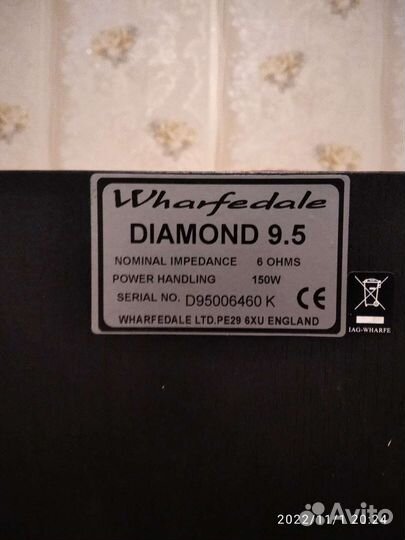 Wharfedale
DIAMOND 9.5
NOMINAL IMPEDANCE 6 OHMS
POWER HANDLING 150W
SERIAL NO. D95006460 K CE
WHARFEDALE LTD.PE29 6XU ENGLAND
IAG-WHARFE
2022/11/1 20:24
Avito